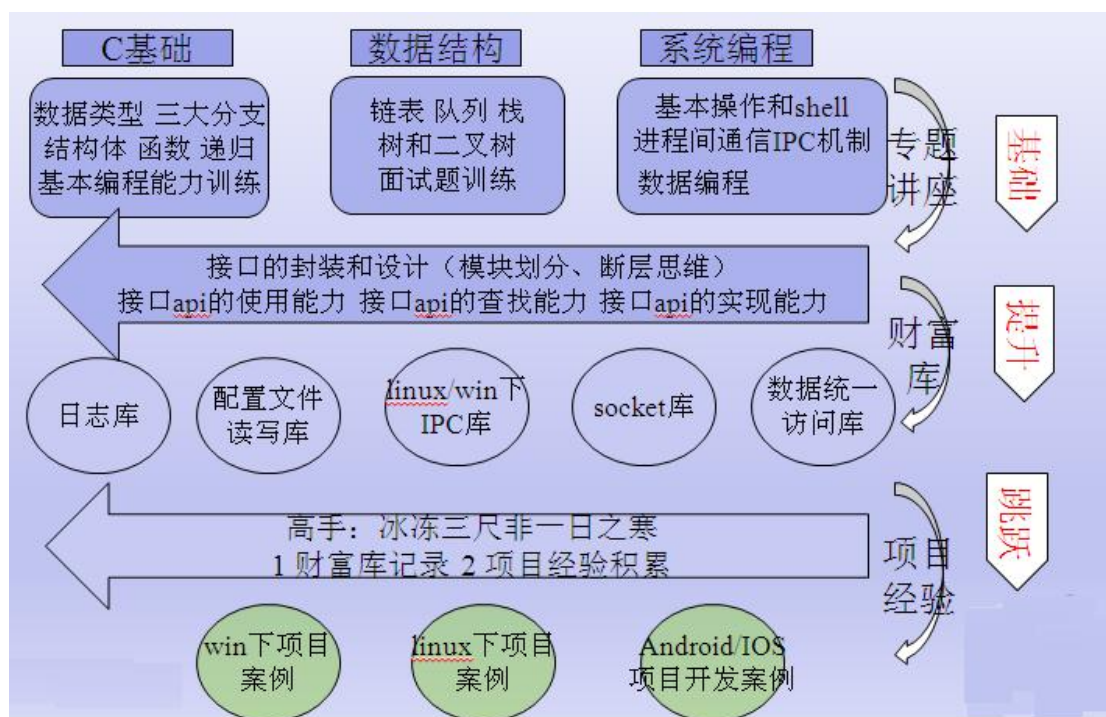 C基础
数据结构
系统编程
数据类型 三大分支
结构体 函数 递归
基本编程能力训练
链表 队列 栈
树和二叉树
面试题训练
基本操作和shell
进程间通信IPC机制
数据编程
专题
讲座
基础
接口的封装和设计（模块划分、断层思维）
接口api的使用能力 接口api的查找能力 接口api的实现能力
财富
库
提升
日志库
配置文件
读写库
linux/win下
IPC库
socket库
数据统一
访问库
高手：冰冻三尺非一日之寒
1 财富库记录 2 项目经验积累
项目
经验
跳跃
win下项目
案例
linux下项目
案例
Android/IOS
项目开发案例